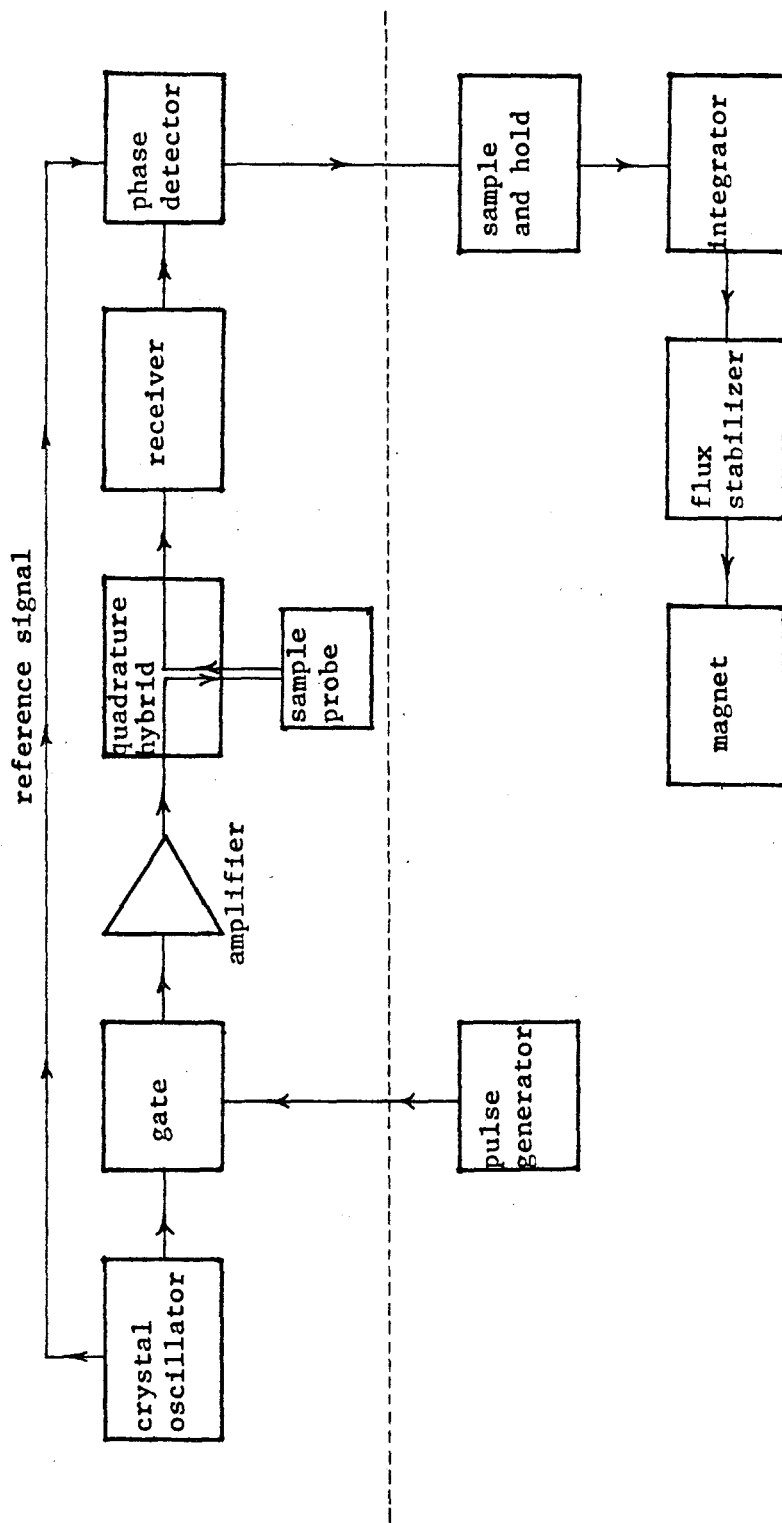 reference signal
crystal
oscillator
gate
amplifier
quadrature
hybrid
receiver
phase
detector
sample
probe
pulse
generator
sample
and hold
magnet
flux
stabilizer
integrator